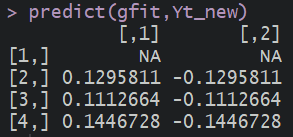 > predict(gfit,Yt_new)
[,1] [,2]
[1,] NA NA
[2,] 0.1295811 -0.1295811
[3,] 0.1112664 -0.1112664
[4,] 0.1446728 -0.1446728